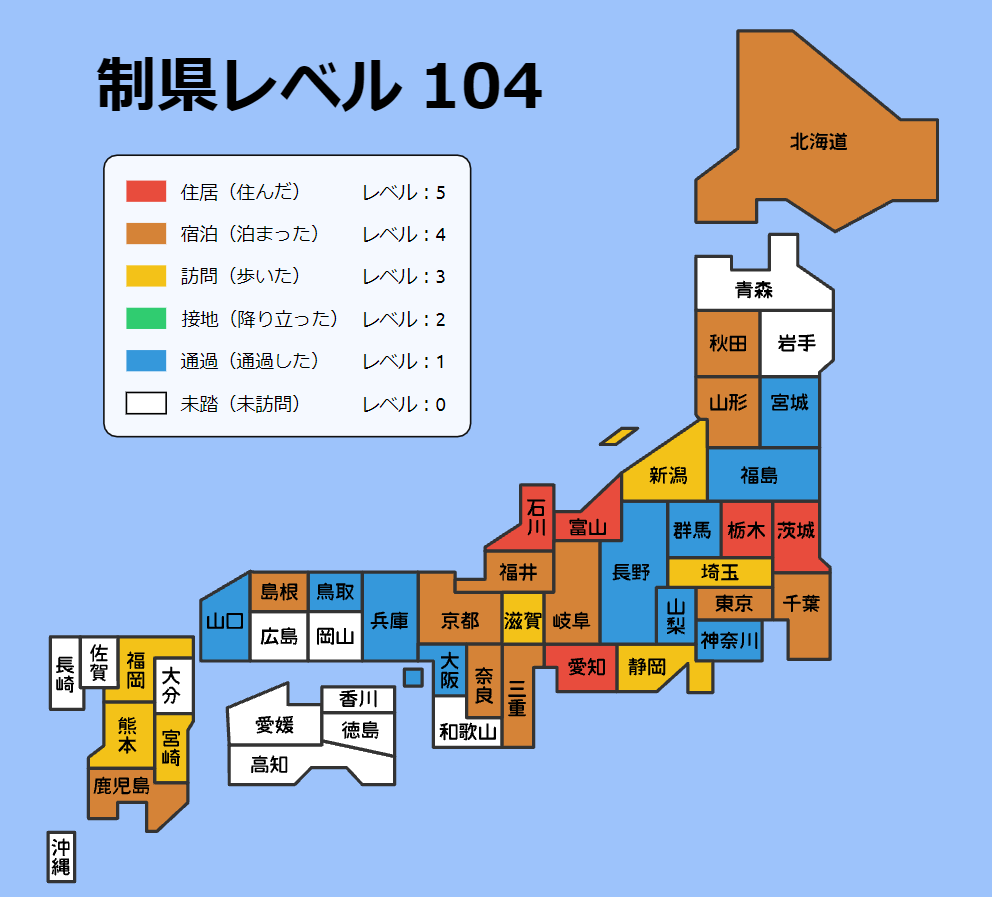 制県レベル 104
住居（住んだ） レベル：5
宿泊（泊まった） レベル：4
訪問（歩いた） レベル：3
接地（降り立った） レベル：2
通過（通過した） レベル：1
未踏（未訪問） レベル：0
北海道
青森
秋田
岩手
山形
宮城
新潟
福島
石川
富山
群馬
栃木
茨城
福井
長野
埼玉
島根
鳥取
山口
広島
岡山
兵庫
京都
滋賀
岐阜
山梨
東京
千葉
神奈川
長崎
佐賀
福岡
大分
大阪
奈良
三重
愛知
静岡
熊本
宮崎
鹿児島
和歌山
香川
愛媛
徳島
高知
沖縄